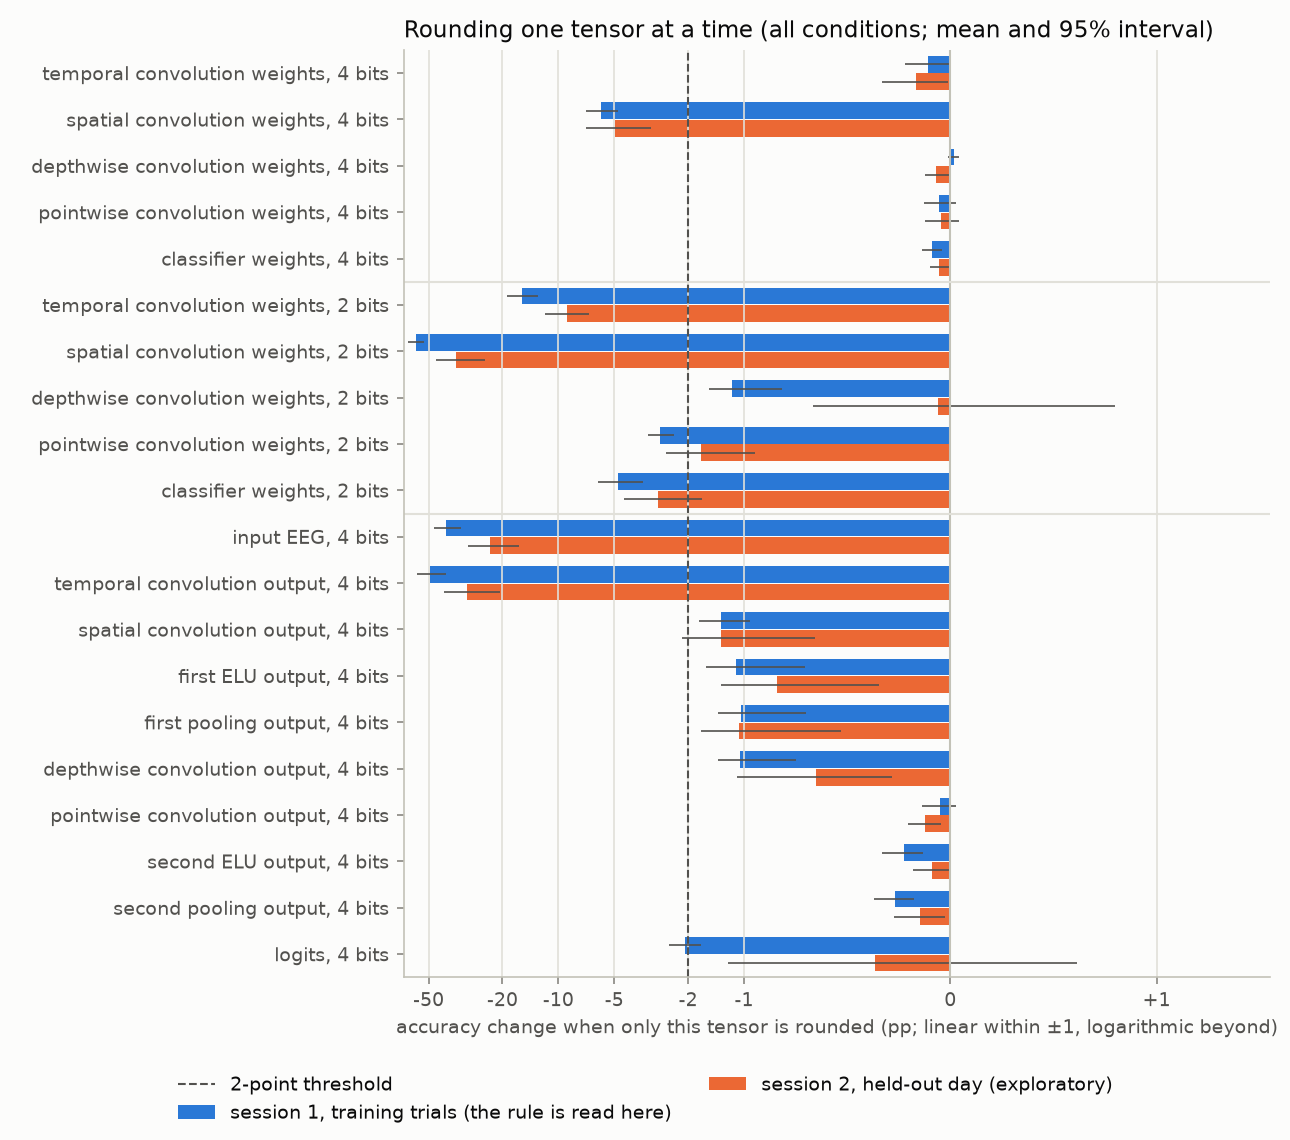 Rounding one tensor at a time (all conditions; mean and 95% interval)
temporal convolution weights, 4 bits
spatial convolution weights, 4 bits
depthwise convolution weights, 4 bits
pointwise convolution weights, 4 bits
classifier weights, 4 bits
temporal convolution weights, 2 bits
spatial convolution weights, 2 bits
depthwise convolution weights, 2 bits
pointwise convolution weights, 2 bits
classifier weights, 2 bits
input EEG, 4 bits
temporal convolution output, 4 bits
spatial convolution output, 4 bits
first ELU output, 4 bits
first pooling output, 4 bits
depthwise convolution output, 4 bits
pointwise convolution output, 4 bits
second ELU output, 4 bits
second pooling output, 4 bits
logits, 4 bits
-50 -20 -10 -5 -2 -1 0 +1
accuracy change when only this tensor is rounded (pp; linear within ±1, logarithmic beyond)
2-point threshold
session 1, training trials (the rule is read here)
session 2, held-out day (exploratory)